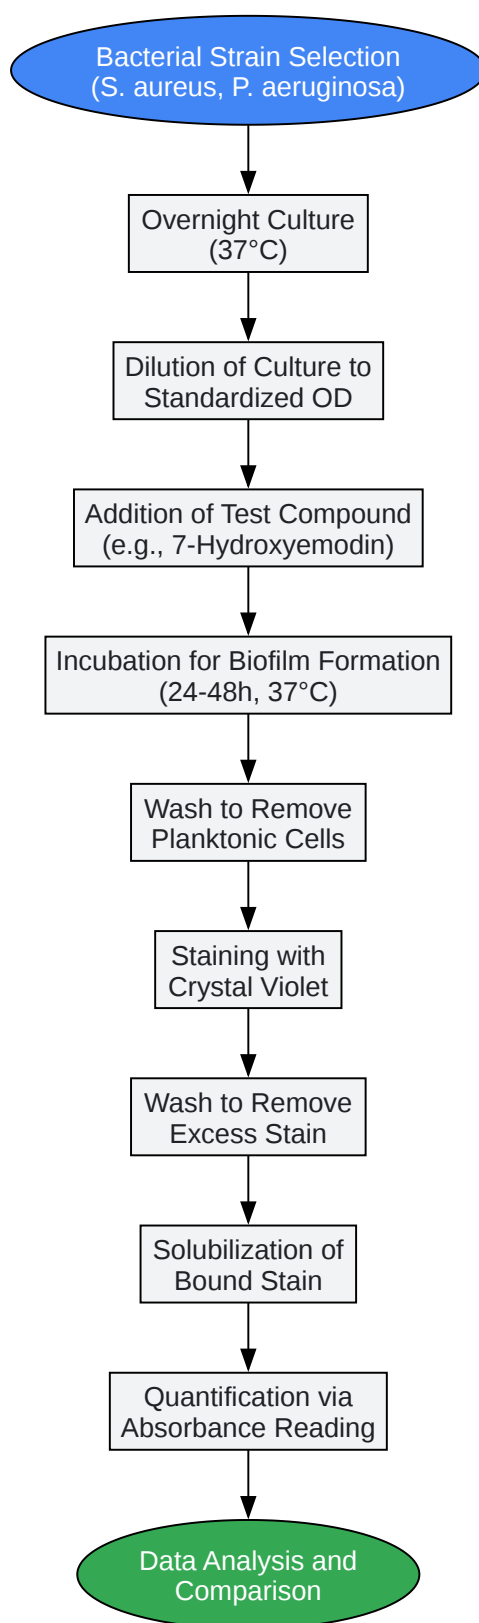 Bacterial Strain Selection
(S. aureus, P. aeruginosa)
Overnight Culture
(37°C)
Dilution of Culture to
Standardized OD
Addition of Test Compound
(e.g., 7-Hydroxyemodin)
Incubation for Biofilm Formation
(24-48h, 37°C)
Wash to Remove
Planktonic Cells
Staining with
Crystal Violet
Wash to Remove
Excess Stain
Solubilization of
Bound Stain
Quantification via
Absorbance Reading
Data Analysis and
Comparison